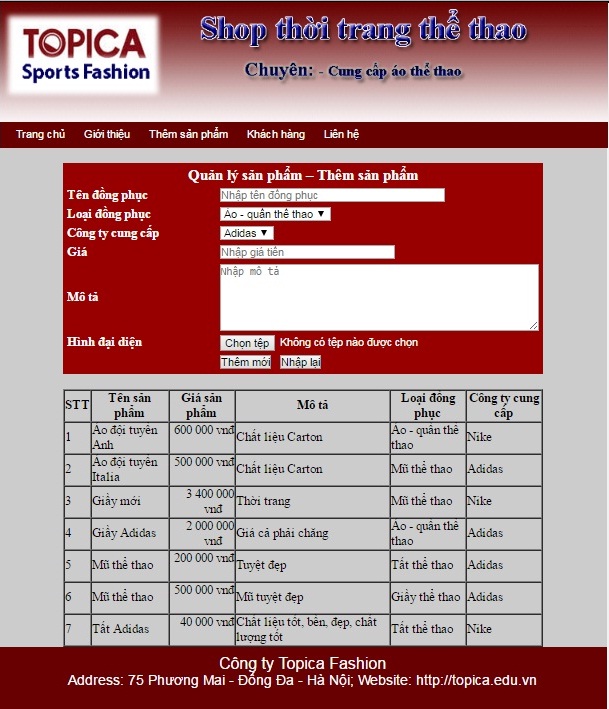 TOPICA
Sports Fashion
Shop thời trang thể thao
Chuyên: - Cung cấp áo thể thao
Trang chủ Giới thiệu Thêm sản phẩm Khách hàng Liên hệ
Quản lý sản phẩm – Thêm sản phẩm
Tên đồng phục Nhập tên đồng phục
Loại đồng phục Áo - quần thể thao ▼
Công ty cung cấp Adidas ▼
Giá Nhập giá tiền
Nhập mô tả
Mô tả
Hình đại diện Chọn tệp Không có tệp nào được chọn
Thêm mới Nhập lại
STT Tên sản phẩm Giá sản phẩm Mô tả Loại đồng phục Công ty cung cấp
1 Áo đội tuyển Anh 600 000 vnđ Chất liệu Carton Áo - quần thể thao Nike
2 Áo đội tuyển Italia 500 000 vnđ Chất liệu Carton Mũ thể thao Adidas
3 Giầy mới 3 400 000 vnđ Thời trang Mũ thể thao Nike
4 Giầy Adidas 2 000 000 vnđ Giá cả phải chăng Áo - quần thể thao Adidas
5 Mũ thể thao 200 000 vnđ Tuyệt đẹp Tất thể thao Adidas
6 Mũ thể thao 500 000 vnđ Mũ tuyệt đẹp Giầy thể thao Adidas
7 Tất Adidas 40 000 vnđ Chất liệu tốt, bền, đẹp, chất lượng tốt Tất thể thao Nike
Công ty Topica Fashion
Address: 75 Phương Mai - Đống Đa - Hà Nội; Website: http://topica.edu.vn